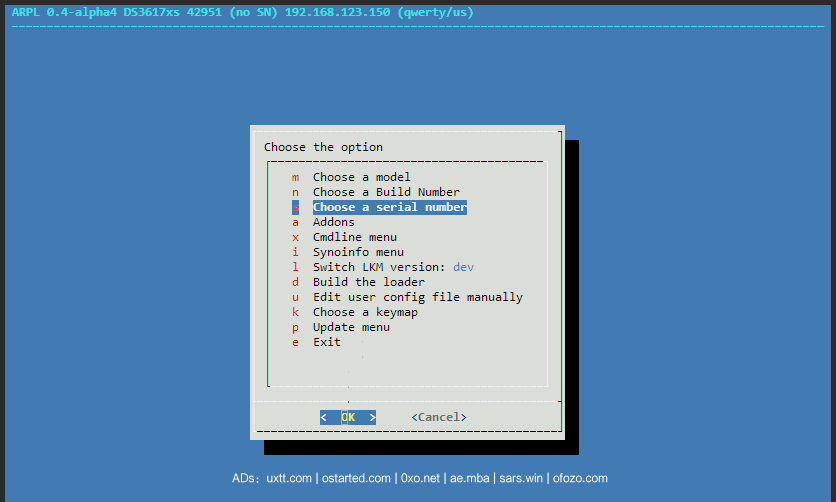 ARPL 0.4-alpha4 DS3617xs 42951 (no SN) 192.168.123.150 (qwerty/us)
Choose the option
m Choose a model
n Choose a Build Number
Choose a serial number
a Addons
x Cmdline menu
i Synoinfo menu
l Switch LKM version: dev
d Build the loader
u Edit user config file manually
k Choose a keymap
p Update menu
e Exit
< OK > <Cancel>
ADs: uxtt.com | ostarted.com | 0xo.net | ae.mba | sars.win | ofozo.com